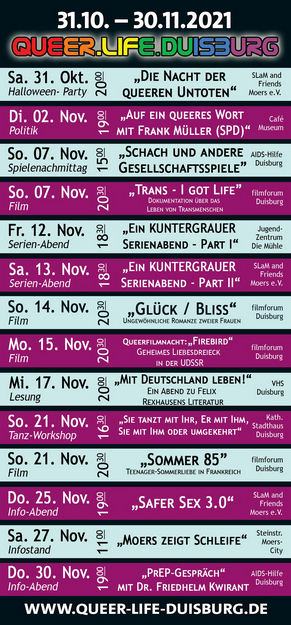 31.10. – 30.11.2021
QUEER.LIFE.DUISBURG
Sa. 31. Okt.
Halloween- Party
20:00
„Die Nacht der
queeren Untoten“
SLaM and
Friends
Moers e.V.
Di. 02. Nov.
Politik
19:00
„Auf ein queeres Wort
mit Frank Müller (SPD)“
Café
Museum
So. 07. Nov.
Spielenachmittag
15:00
„Schach und andere
Gesellschaftsspiele“
AIDS-Hilfe
Duisburg
So. 07. Nov.
Film
20:30
„Trans - I got Life”
Dokumentation über das
Leben von Transmenschen
filmforum
Duisburg
Fr. 12. Nov.
Serien-Abend
18:30
„Ein KUNTERGRAUER
Serienabend - Part II“
Jugend-
Zentrum
Die Mühle
Sa. 13. Nov.
Serien-Abend
18:30
„Ein KUNTERGRAUER
Serienabend - Part II“
SLaM and
Friends
Moers e.V.
So. 14. Nov.
Film
20:30
„Glück / Bliss“
Ungewöhnliche Romanze zweier Frauen
filmforum
Duisburg
Mo. 15. Nov.
Film
20:30
Queerfilmnacht: „Firebird“
Geheimes Liebesdreieck
in der UDSSR
filmforum
Duisburg
Mi. 17. Nov.
Lesung
20:00
„Mit Deutschland leben!“
Ein Abend zu Felix
Rexhausens Literatur
VHS
Duisburg
So. 21. Nov.
Tanz-Workshop
16:30
„Sie tanzt mit Ihr, Er mit Ihm,
Sie mit Ihm oder umgekehrt“
Kath.
Stadthaus
Duisburg
So. 21. Nov.
Film
20:30
„Sommer 85”
Teenager-Sommerliebe in Frankreich
filmforum
Duisburg
Do. 25. Nov.
Info-Abend
19:00
„Safer Sex 3.0“
SLaM and
Friends
Moers e.V.
Sa. 27. Nov.
Infostand
11:00
„Moers zeigt Schleife“
Steinstr.
Moers-
City
Do. 30. Nov.
Info-Abend
19:00
„PrEP-Gespräch“
mit Dr. Friedhelm Kwirant
AIDS-Hilfe
Duisburg
WWW.QUEER-LIFE-DUISBURG.DE